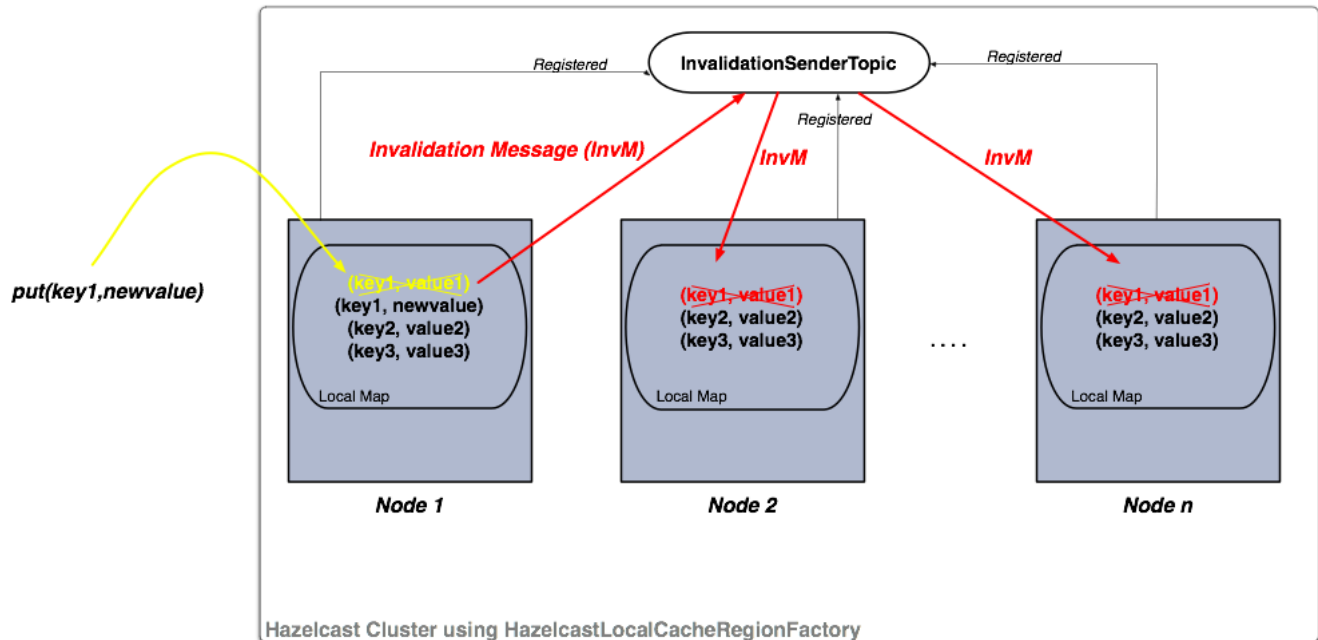 Registered
InvalidationSenderTopic
Registered
Registered
Invalidation Message (InvM)
InvM
InvM
put(key1,newvalue)
(key1, value1)
(key1, newvalue)
(key2, value2)
(key3, value3)
Local Map
Node 1
(key1, value1)
(key2, value2)
(key3, value3)
Local Map
Node 2
. . . .
(key1, value1)
(key2, value2)
(key3, value3)
Local Map
Node n
Hazelcast Cluster using HazelcastLocalCacheRegionFactory